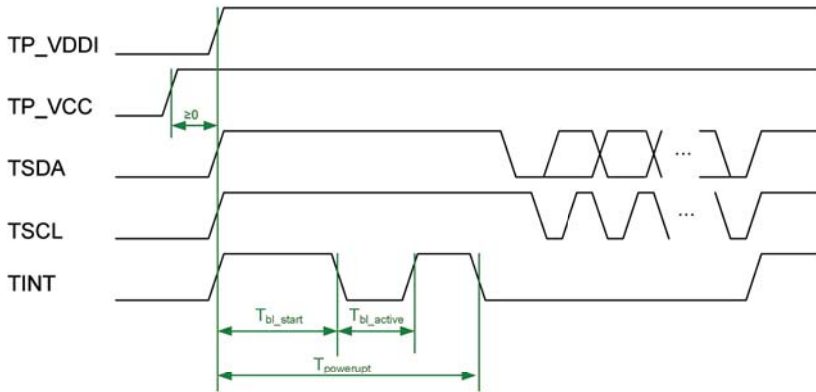 TP_VDDI
TP_VCC
≥0
TSDA
...
TSCL
...
TINT
Tbl_start
Tbl_active
Tpowerupt